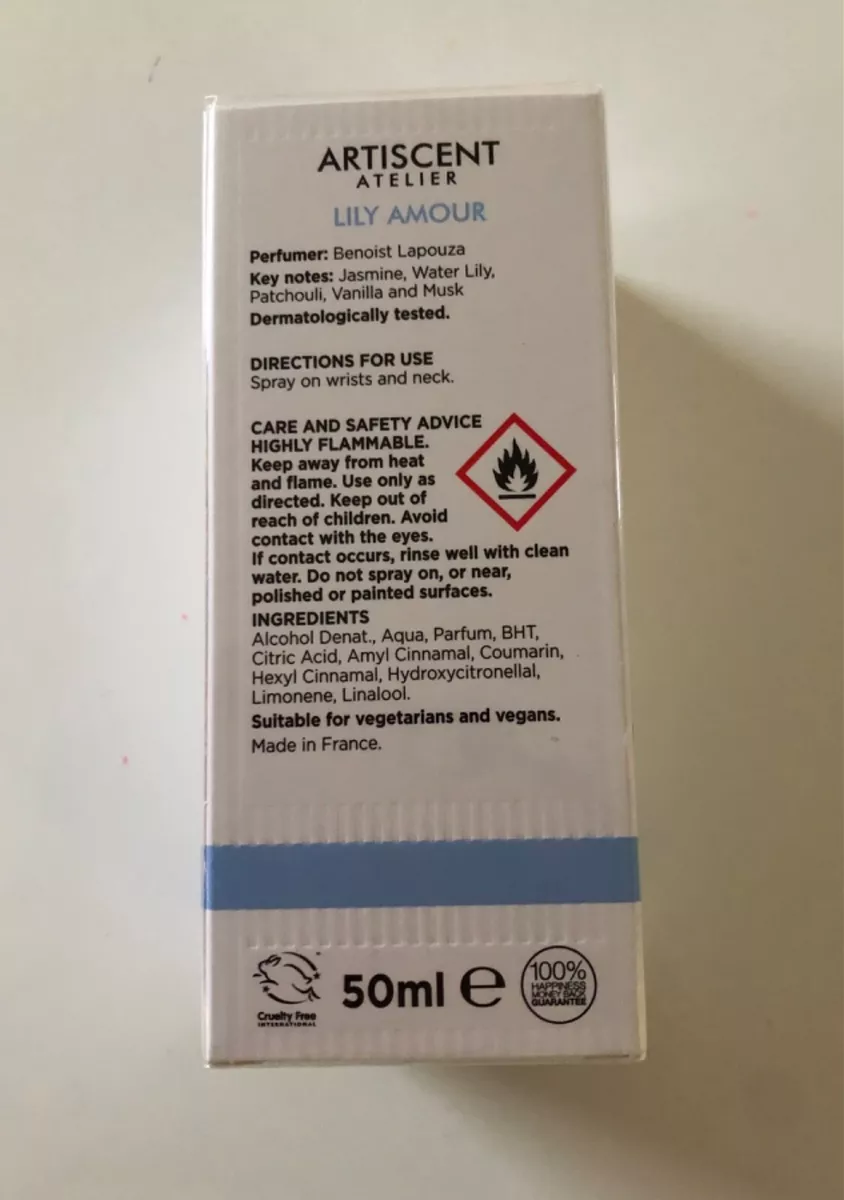 ARTISCENT
ATELIER
LILY AMOUR
Perfumer: Benoist Lapouza
Key notes: Jasmine, Water Lily,
Patchouli, Vanilla and Musk
Dermatologically tested.
DIRECTIONS FOR USE
Spray on wrists and neck.
CARE AND SAFETY ADVICE
HIGHLY FLAMMABLE.
Keep away from heat
and flame. Use only as
directed. Keep out of
reach of children. Avoid
contact with the eyes.
If contact occurs, rinse well with clean
water. Do not spray on, or near,
polished or painted surfaces.
INGREDIENTS
Alcohol Denat., Aqua, Parfum, BHT,
Citric Acid, Amyl Cinnamal, Coumarin,
Hexyl Cinnamal, Hydroxycitronellal,
Limonene, Linalool.
Suitable for vegetarians and vegans.
Made in France.
Cruelty Free
INTERNATIONAL
50ml e
100%
HAPPINESS
MONEY BACK
GUARANTEE